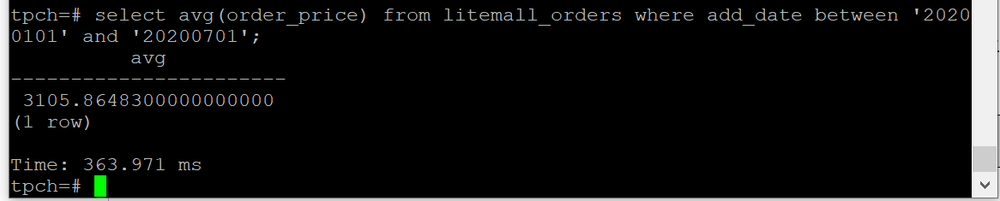 tpch=# select avg(order_price) from litemall_orders where add_date between '2020
0101' and '20200701';
avg
-----------------------
3105.8648300000000000
(1 row)
Time: 363.971 ms
tpch=#